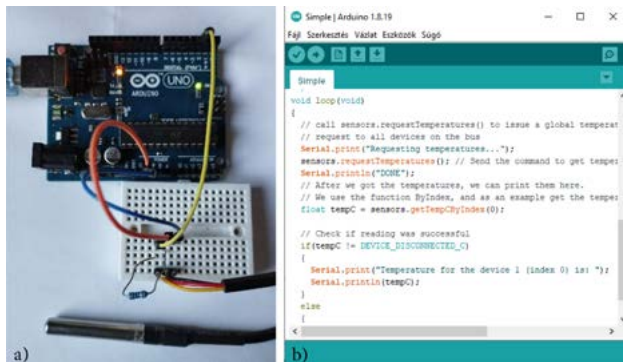 ARDUINO
UNO
a)
Simple | Arduino 1.8.19
Fájl Szerkesztés Vázlat Eszközök Súgó
Simple
void loop(void)
{
// call sensors.requestTemperatures() to issue a global temperat
// request to all devices on the bus
Serial.print("Requesting temperatures...");
sensors.requestTemperatures(); // Send the command to get temper
Serial.println("DONE");
// After we got the temperatures, we can print them here.
// We use the function ByIndex, and as an example get the temper
float tempC = sensors.getTempCByIndex(0);
// Check if reading was successful
if(tempC != DEVICE_DISCONNECTED_C)
{
Serial.print("Temperature for the device 1 (index 0) is: ");
Serial.println(tempC);
}
else
{
b)